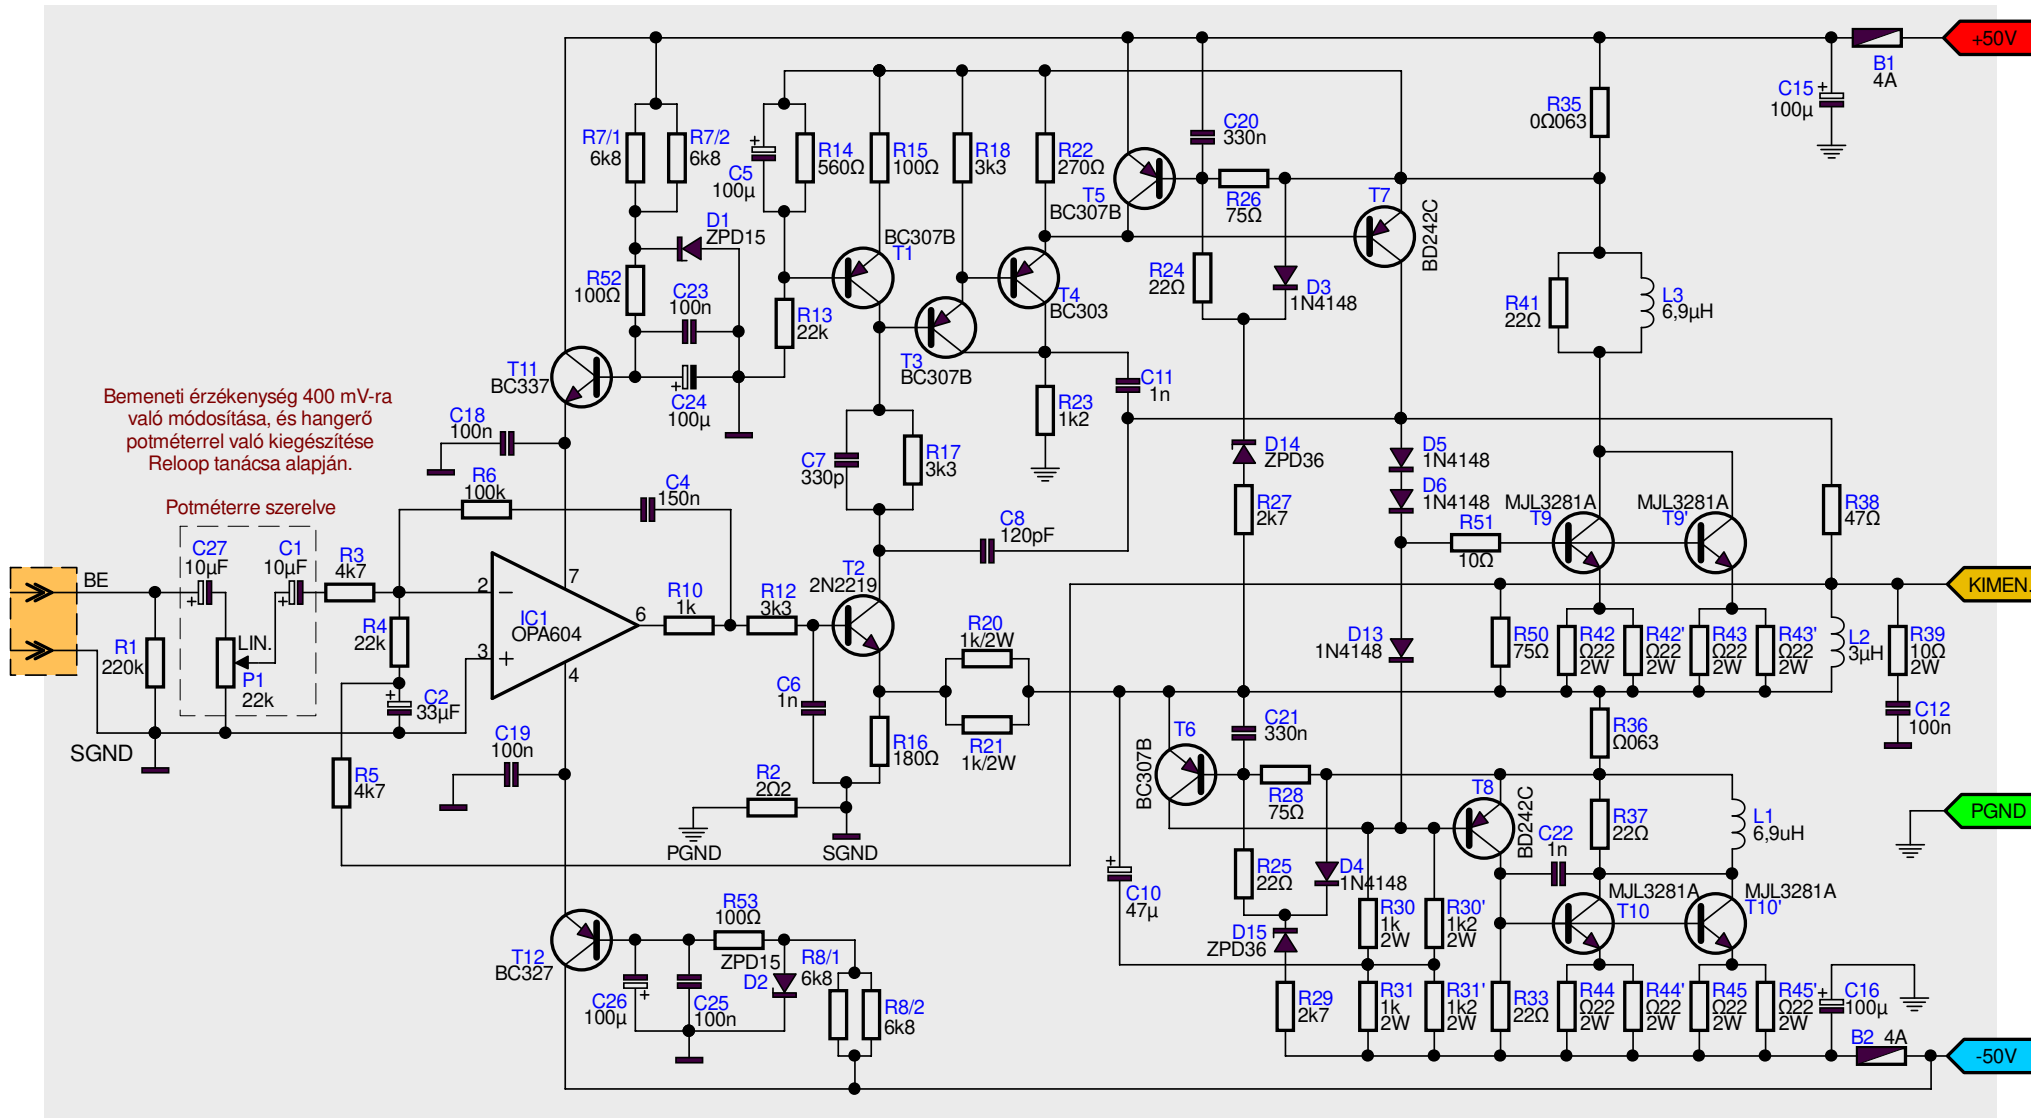 +50V
B1
4A
C15
+
100µ
R35
0Ω063
C20
330n
R7/1
6k8
R7/2
6k8
+
C5
100µ
R14
560Ω
R15
100Ω
R18
3k3
R22
270Ω
T5
BC307B
R26
75Ω
T7
BD242C
D1
ZPD15
BC307B
T1
R52
100Ω
C23
100n
R13
22k
T4
BC303
R24
22Ω
D3
1N4148
R41
22Ω
L3
6,9µH
T3
BC307B
T11
BC337
+
C24
100µ
C11
1n
R23
1k2
Bemeneti érzékenység 400 mV-ra
való módosítása, és hangerő
potméterrel való kiegészítése
Reloop tanácsa alapján.
C18
100n
C7
330p
R17
3k3
D14
ZPD36
D5
1N4148
D6
1N4148
R6
100k
C4
150n
R27
2k7
MJL3281A
T9
MJL3281A
T9'
R38
47Ω
Potméterre szerelve
C8
120pF
R51
10Ω
C27
10µF
+
C1
10µF
+
R3
4k7
BE
2
−
7
T2
2N2219
KIMEN.
R10
1k
R12
3k3
IC1
OPA604
6
R1
220k
LIN.
P1
22k
R4
22k
3
+
4
R20
1k/2W
D13
1N4148
R50
75Ω
R42
Ω22
2W
R42'
Ω22
2W
R43
Ω22
2W
R43'
Ω22
2W
L2
3µH
R39
10Ω
2W
+
C2
33µF
C6
1n
R21
1k/2W
R16
180Ω
C21
330n
R36
Ω063
C12
100n
SGND
C19
100n
T6
BC307B
R5
4k7
R2
2Ω2
R28
75Ω
T8
BD242C
R37
22Ω
L1
6,9uH
PGND
PGND
SGND
C22
1n
+
C10
47µ
R25
22Ω
D4
1N4148
MJL3281A
T10
MJL3281A
T10'
R53
100Ω
R30
1k
2W
R30'
1k2
2W
D15
ZPD36
T12
BC327
ZPD15
D2
R8/1
6k8
+
C26
100µ
C25
100n
R8/2
6k8
R29
2k7
R31
1k
2W
R31'
1k2
2W
R33
22Ω
R44
Ω22
2W
R44'
Ω22
2W
R45
Ω22
2W
R45'
Ω22
2W
+
C16
100µ
B2
4A
-50V